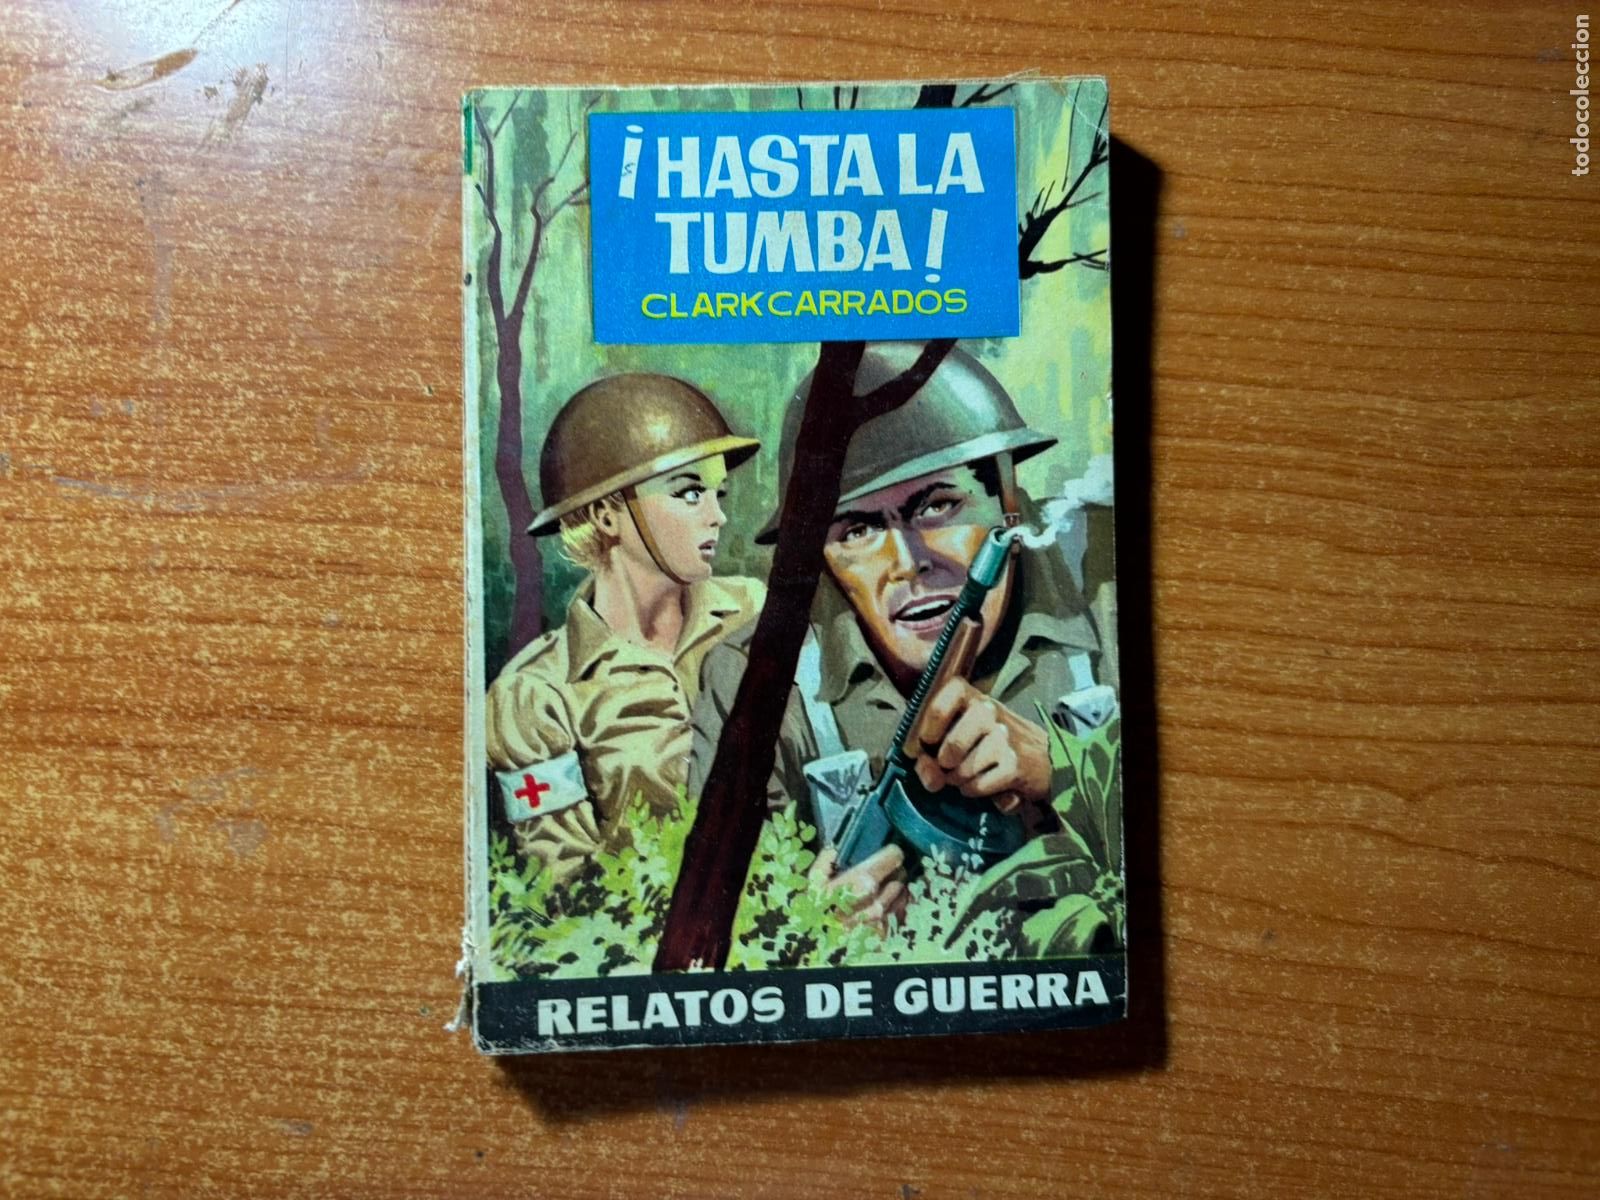 ¡HASTA LA
TUMBA!
CLARK CARRADOS
RELATOS DE GUERRA
todocoleccion